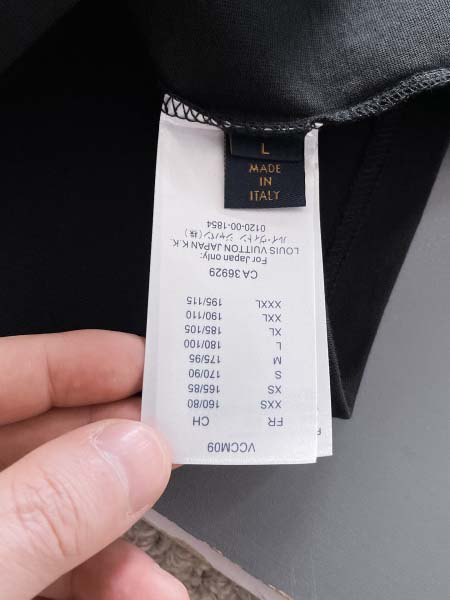 L
MADE
IN
ITALY
VCCM09
FR CH
XXS 160/80
XS 165/85
S 170/90
M 175/95
L 180/100
XL 185/105
XXL 190/110
XXXL 195/115
CA 36929
For Japan only:
LOUIS VUITTON JAPAN K.K.
ルイ・ヴィトン ジャパン(株)
0120-00-1854